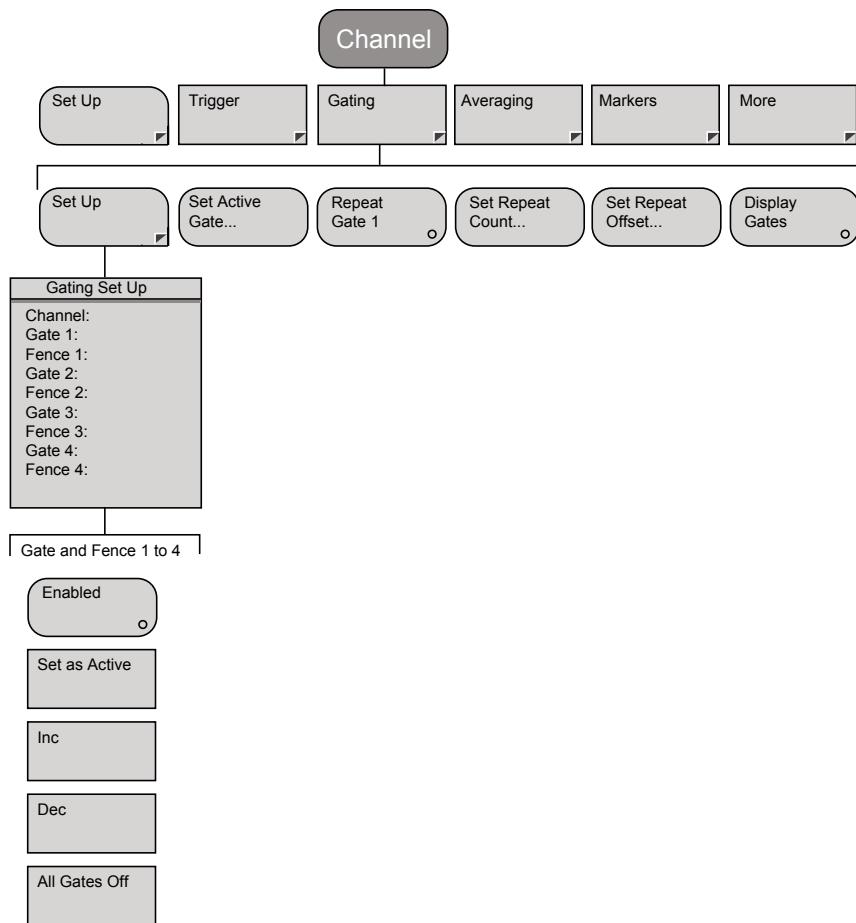 Channel
Set Up
Trigger
Gating
Averaging
Markers
More
Set Up
Set Active
Gate...
Repeat
Gate 1
Set Repeat
Count...
Set Repeat
Offset...
Display
Gates
Gating Set Up
Channel:
Gate 1:
Fence 1:
Gate 2:
Fence 2:
Gate 3:
Fence 3:
Gate 4:
Fence 4:
Gate and Fence 1 to 4
Enabled
Set as Active
Inc
Dec
All Gates Off